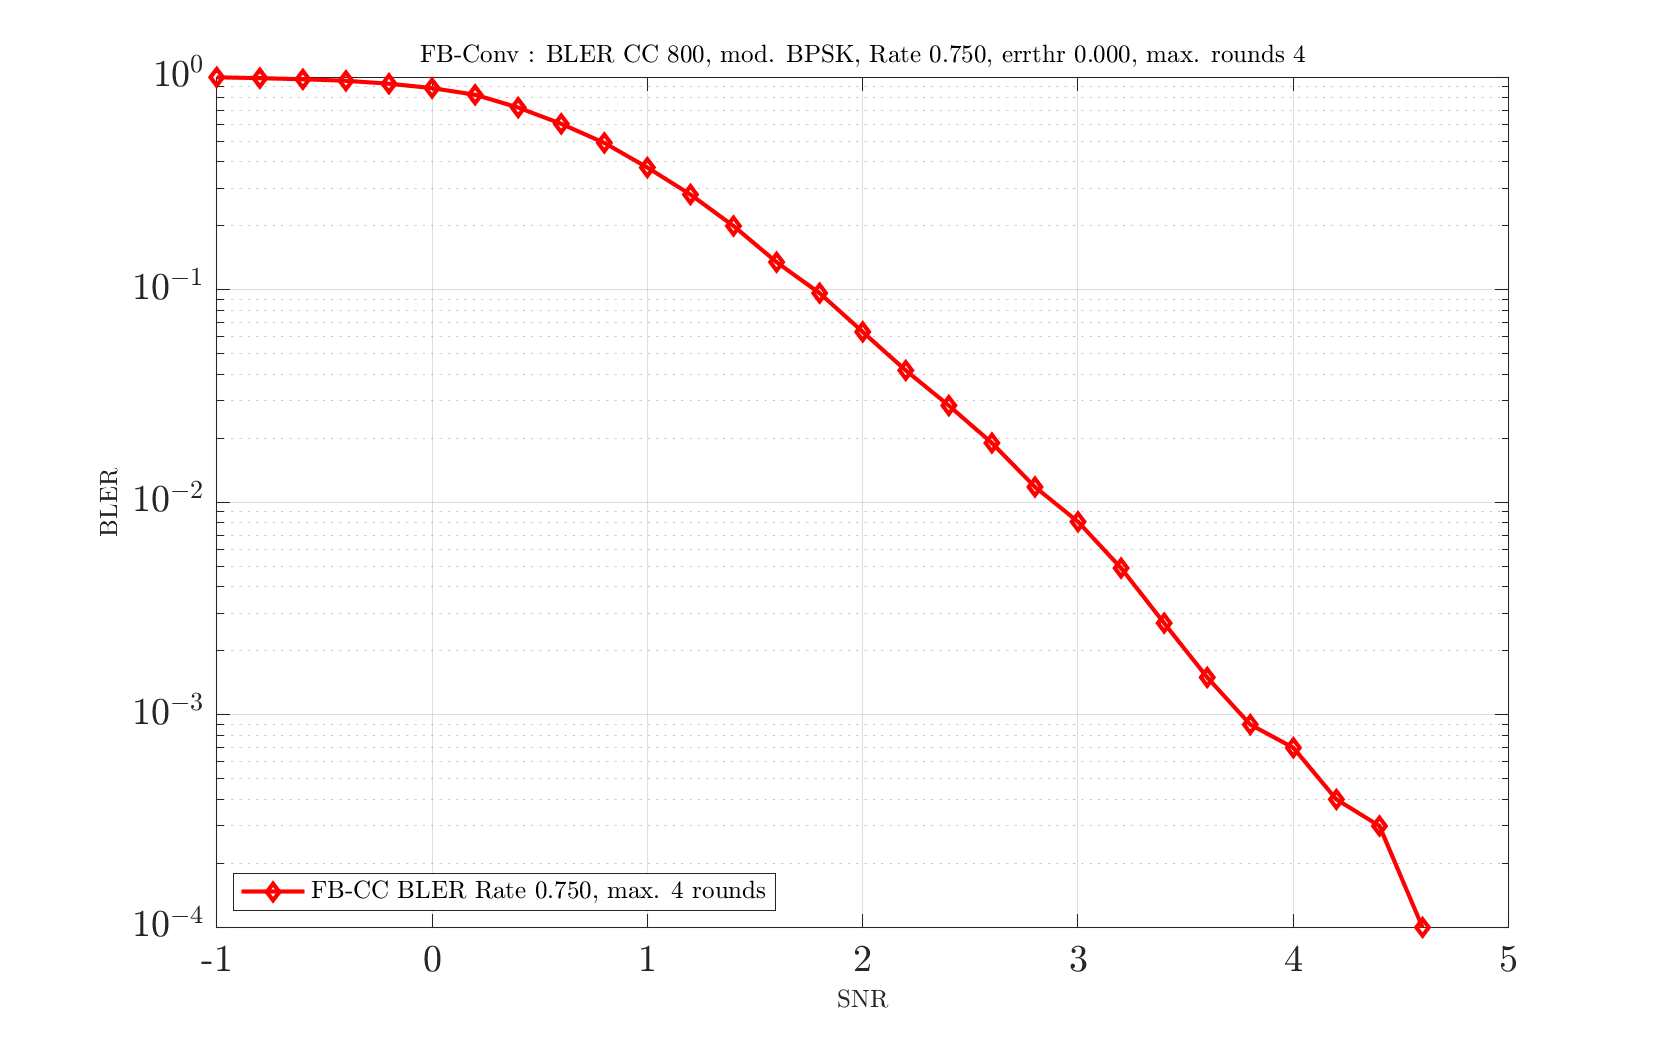 FB-Conv : BLER CC 800, mod. BPSK, Rate 0.750, errthr 0.000, max. rounds 4
10^0
10^-1
10^-2
10^-3
10^-4
BLER
FB-CC BLER Rate 0.750, max. 4 rounds
-1 0 1 2 3 4 5
SNR